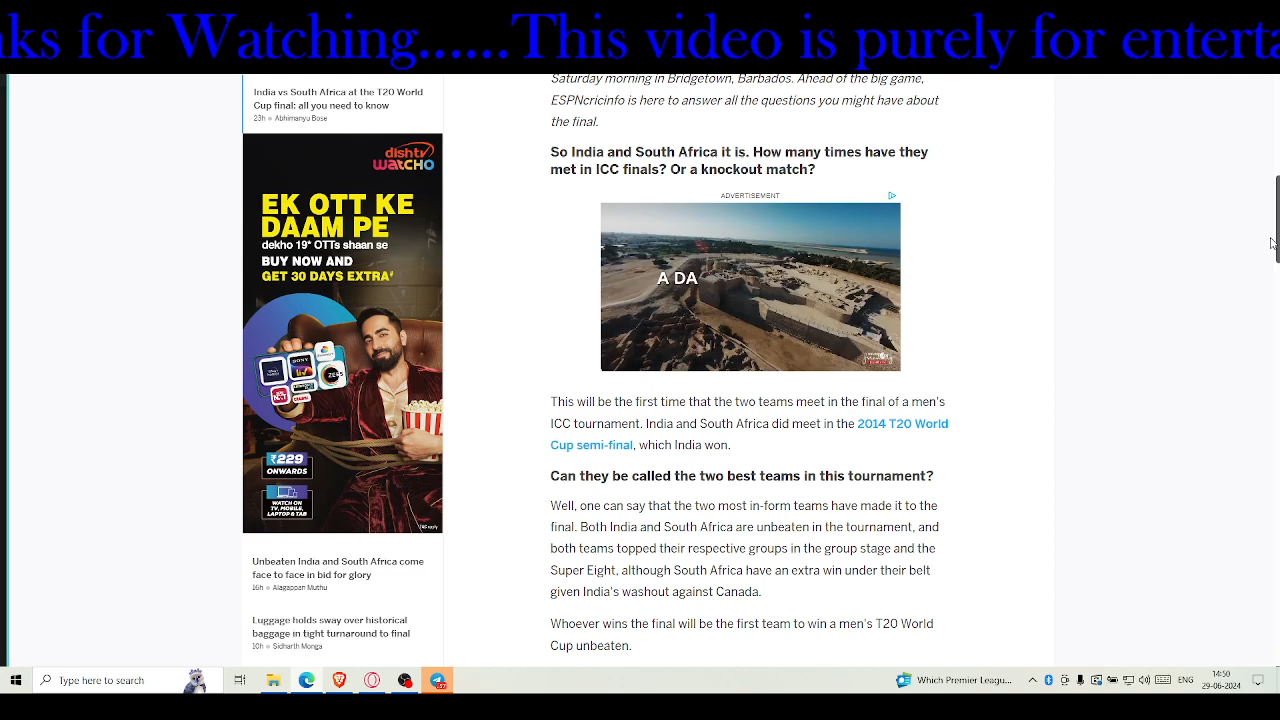 nks for Watching......This video is purely for enterta
Saturday morning in Bridgetown, Barbados. Ahead of the big game,
ESPNcricinfo is here to answer all the questions you might have about
the final.
So India and South Africa it is. How many times have they
met in ICC finals? Or a knockout match?
ADVERTISEMENT
A DA
This will be the first time that the two teams meet in the final of a men's
ICC tournament. India and South Africa did meet in the 2014 T20 World
Cup semi-final, which India won.
Can they be called the two best teams in this tournament?
Well, one can say that the two most in-form teams have made it to the
final. Both India and South Africa are unbeaten in the tournament, and
both teams topped their respective groups in the group stage and the
Super Eight, although South Africa have an extra win under their belt
given India's washout against Canada.
Whoever wins the final will be the first team to win a men's T20 World
Cup unbeaten.
India vs South Africa at the T20 World
Cup final: all you need to know
23h Abhimanyu Bose
dishtv
WATCHO
EK OTT KE
DAAM PE
dekho 19* OTTs shaan se
BUY NOW AND
GET 30 DAYS EXTRA#
SONY
liv
ZEE5
₹229
ONWARDS
WATCH ON
TV, MOBILE,
LAPTOP & TAB
*T&C apply
Unbeaten India and South Africa come
face to face in bid for glory
16h Alagappan Muthu
Luggage holds sway over historical
baggage in tight turnaround to final
10h Sidharth Monga
Type here to search
Which Premier Leagu...
ENG
14:50
29-06-2024